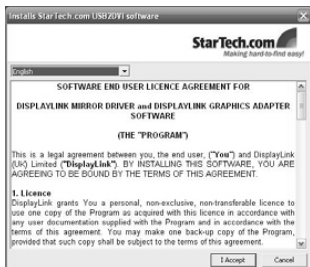 Installs StarTech.com USB2DVI software
StarTech.com
Making hard-to-find easy!
English
SOFTWARE END USER LICENCE AGREEMENT FOR
DISPLAYLINK MIRROR DRIVER and DISPLAYLINK GRAPHICS ADAPTER
SOFTWARE
(THE "PROGRAM")
This is a legal agreement between you, the end user, ("You") and DisplayLink
(UK) Limited ("DisplayLink"). BY INSTALLING THIS SOFTWARE, YOU ARE
AGREEING TO BE BOUND BY THE TERMS OF THIS AGREEMENT.
1. Licence
DisplayLink grants You a personal, non-exclusive, non-transferable licence to
use one copy of the Program as acquired with this licence in accordance with
any user documentation supplied with the Program and in accordance with the
terms of this agreement. You may make one back-up copy of the Program,
provided that such copy shall be subject to the terms of this agreement.
I Accept
Cancel